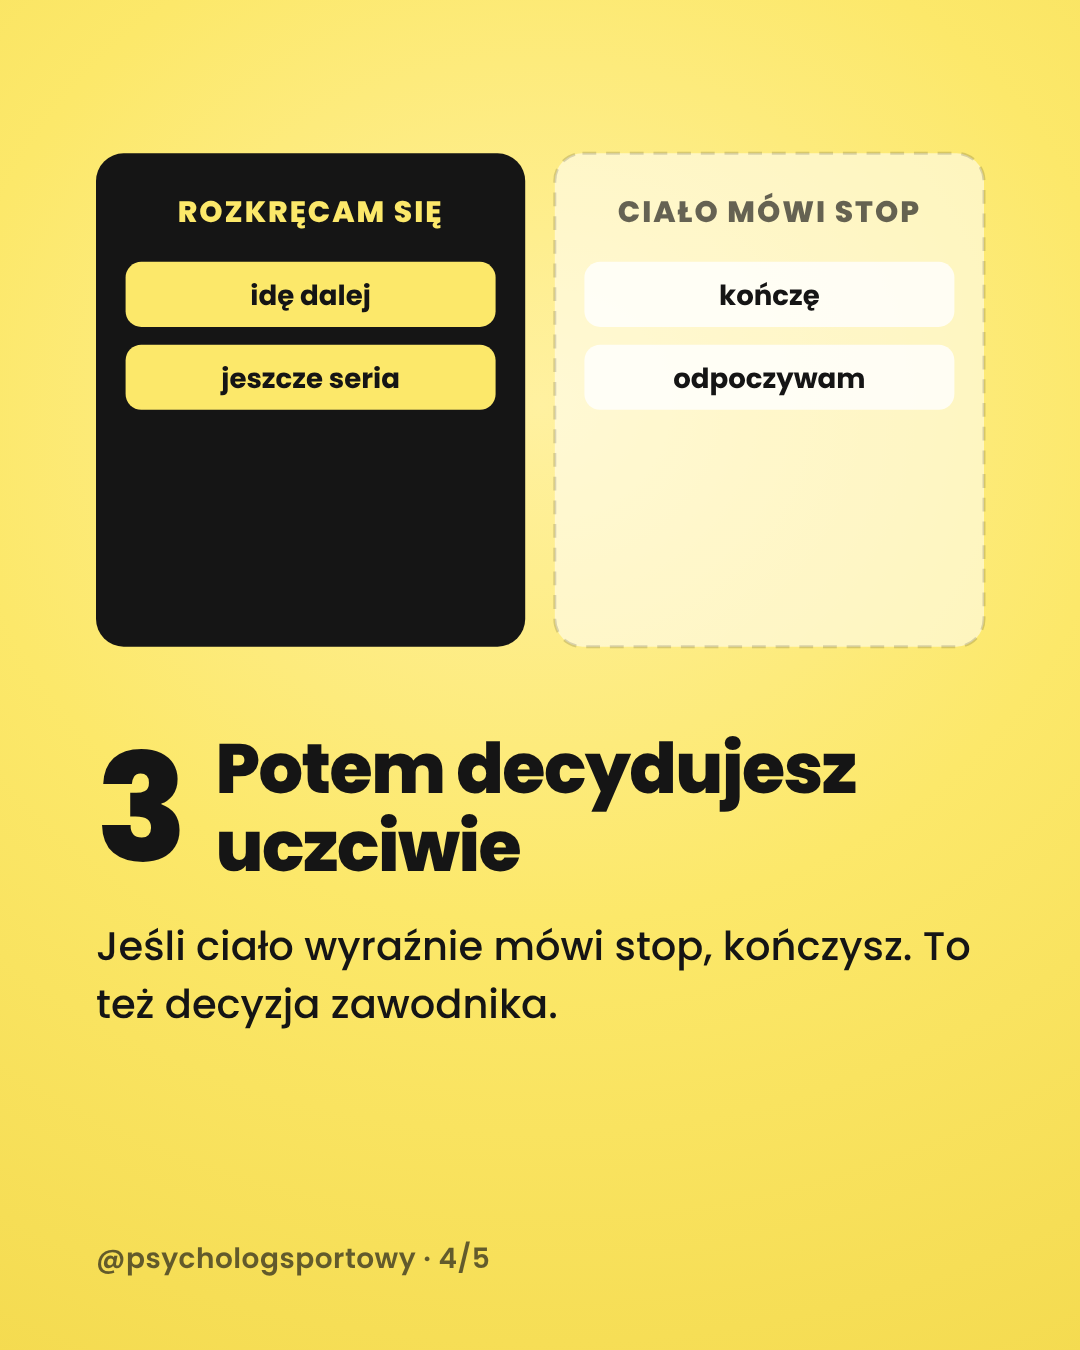 ROZKRĘCAM SIĘ
idę dalej
jeszcze seria
CIAŁO MÓWI STOP
kończę
odpoczywam
3 Potem decydujesz
uczciwie
Jeśli ciało wyraźnie mówi stop, kończysz. To
też decyzja zawodnika.
@psychologsportowy · 4/5